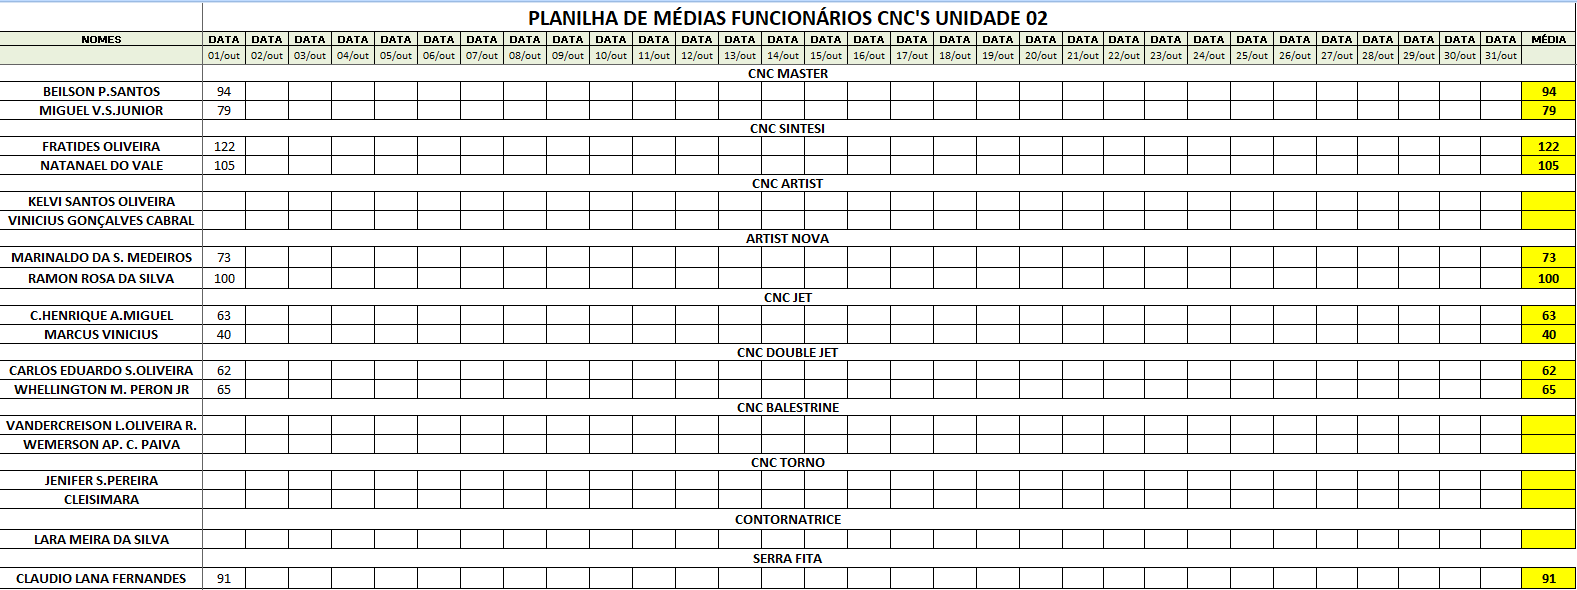 PLANILHA DE MÉDIAS FUNCIONÁRIOS CNC'S UNIDADE 02
NOMES DATA DATA DATA DATA DATA DATA DATA DATA DATA DATA DATA DATA DATA DATA DATA DATA DATA DATA DATA DATA DATA DATA DATA DATA DATA DATA DATA DATA DATA DATA DATA MÉDIA
01/out 02/out 03/out 04/out 05/out 06/out 07/out 08/out 09/out 10/out 11/out 12/out 13/out 14/out 15/out 16/out 17/out 18/out 19/out 20/out 21/out 22/out 23/out 24/out 25/out 26/out 27/out 28/out 29/out 30/out 31/out
CNC MASTER
BEILSON P.SANTOS 94 94
MIGUEL V.S.JUNIOR 79 79
CNC SINTESI
FRATIDES OLIVEIRA 122 122
NATANAEL DO VALE 105 105
CNC ARTIST
KELVI SANTOS OLIVEIRA
VINICIUS GONÇALVES CABRAL
ARTIST NOVA
MARINALDO DA S. MEDEIROS 73 73
RAMON ROSA DA SILVA 100 100
CNC JET
C.HENRIQUE A.MIGUEL 63 63
MARCUS VINICIUS 40 40
CNC DOUBLE JET
CARLOS EDUARDO S.OLIVEIRA 62 62
WHELLINGTON M. PERON JR 65 65
CNC BALESTRINE
VANDERCREISON L.OLIVEIRA R.
WEMERSON AP. C. PAIVA
CNC TORNO
JENIFER S.PEREIRA
CLEISIMARA
CONTORNATRICE
LARA MEIRA DA SILVA
SERRA FITA
CLAUDIO LANA FERNANDES 91 91